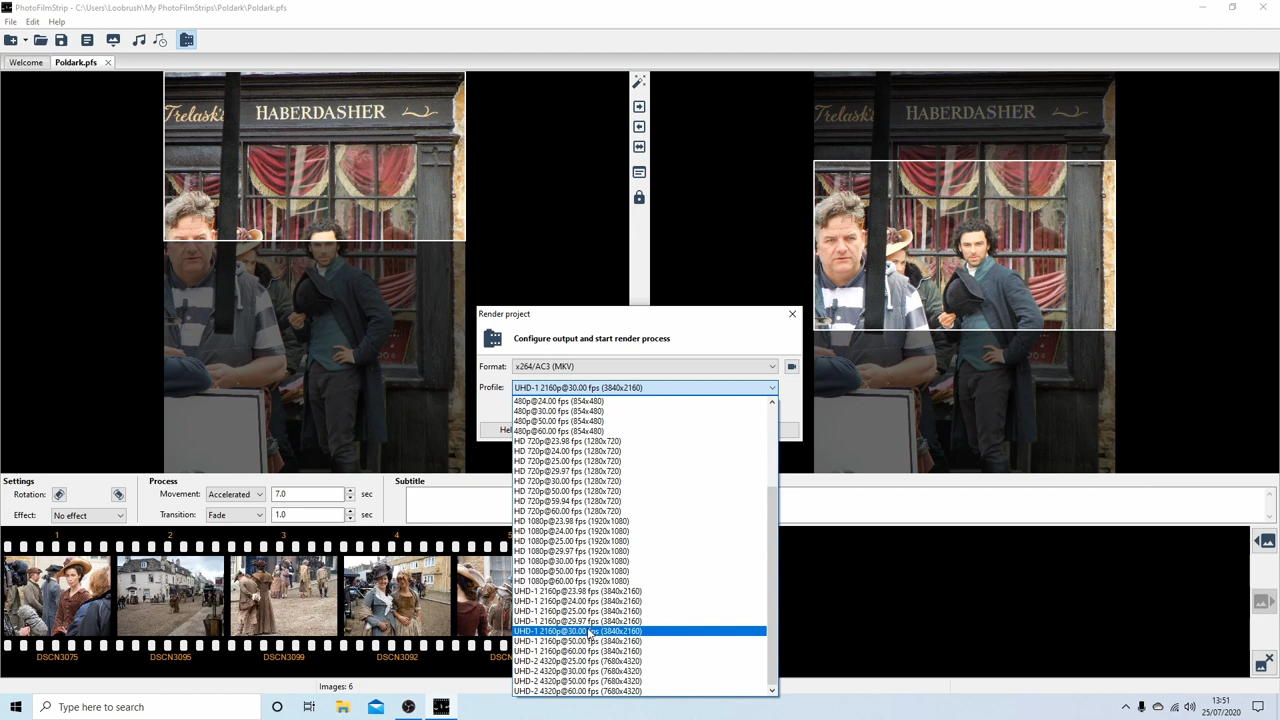 PhotoFilmStrip - C:\Users\Loobrush\My PhotoFilmStrips\Poldark\Poldark.pfs
File Edit Help
Welcome Poldark.pfs
Trelask's HABERDASHER
HABERDASHER
Render project
Configure output and start render process
Format: x264/AC3 (MKV)
Profile: UHD-1 2160p@30.00 fps (3840x2160)
480p@24.00 fps (854x480)
480p@30.00 fps (854x480)
480p@50.00 fps (854x480)
480p@60.00 fps (854x480)
HD 720p@23.98 fps (1280x720)
HD 720p@24.00 fps (1280x720)
HD 720p@25.00 fps (1280x720)
HD 720p@29.97 fps (1280x720)
HD 720p@30.00 fps (1280x720)
HD 720p@50.00 fps (1280x720)
HD 720p@59.94 fps (1280x720)
HD 720p@60.00 fps (1280x720)
HD 1080p@23.98 fps (1920x1080)
HD 1080p@24.00 fps (1920x1080)
HD 1080p@25.00 fps (1920x1080)
HD 1080p@29.97 fps (1920x1080)
HD 1080p@30.00 fps (1920x1080)
HD 1080p@60.00 fps (1920x1080)
UHD-1 2160p@23.98 fps (3840x2160)
UHD-1 2160p@24.00 fps (3840x2160)
UHD-1 2160p@25.00 fps (3840x2160)
UHD-1 2160p@29.97 fps (3840x2160)
UHD-1 2160p@30.00 fps (3840x2160)
UHD-1 2160p@50.00 fps (3840x2160)
UHD-1 2160p@60.00 fps (3840x2160)
UHD-2 4320p@25.00 fps (7680x4320)
UHD-2 4320p@30.00 fps (7680x4320)
UHD-2 4320p@50.00 fps (7680x4320)
UHD-2 4320p@60.00 fps (7680x4320)
Settings Process Subtitle
Rotation: Movement: Accelerated 7.0 sec
Effect: No effect Transition: Fade 1.0 sec
1 2 3 4
DSCN3075 DSCN3095 DSCN3099 DSCN3092
Images: 6
Type here to search
13:51
25/07/2020